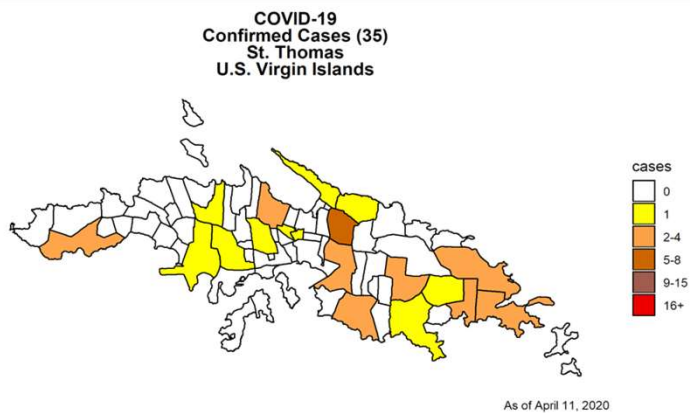 COVID-19
Confirmed Cases (35)
St. Thomas
U.S. Virgin Islands
cases
0
1
2-4
5-8
9-15
16+
As of April 11, 2020